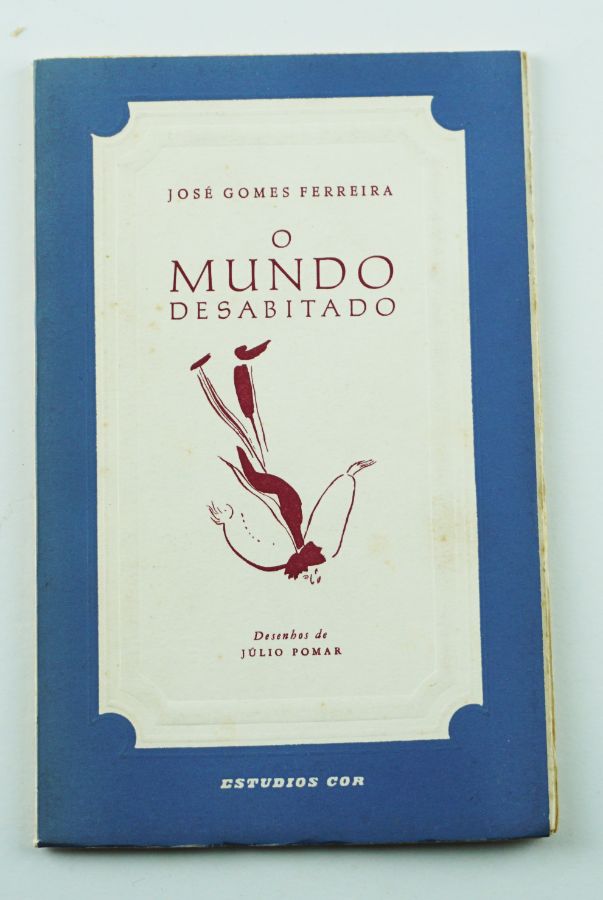 JOSÉ GOMES FERREIRA
O
MUNDO
DESABITADO
Desenhos de
JÚLIO POMAR
ESTUDIOS COR